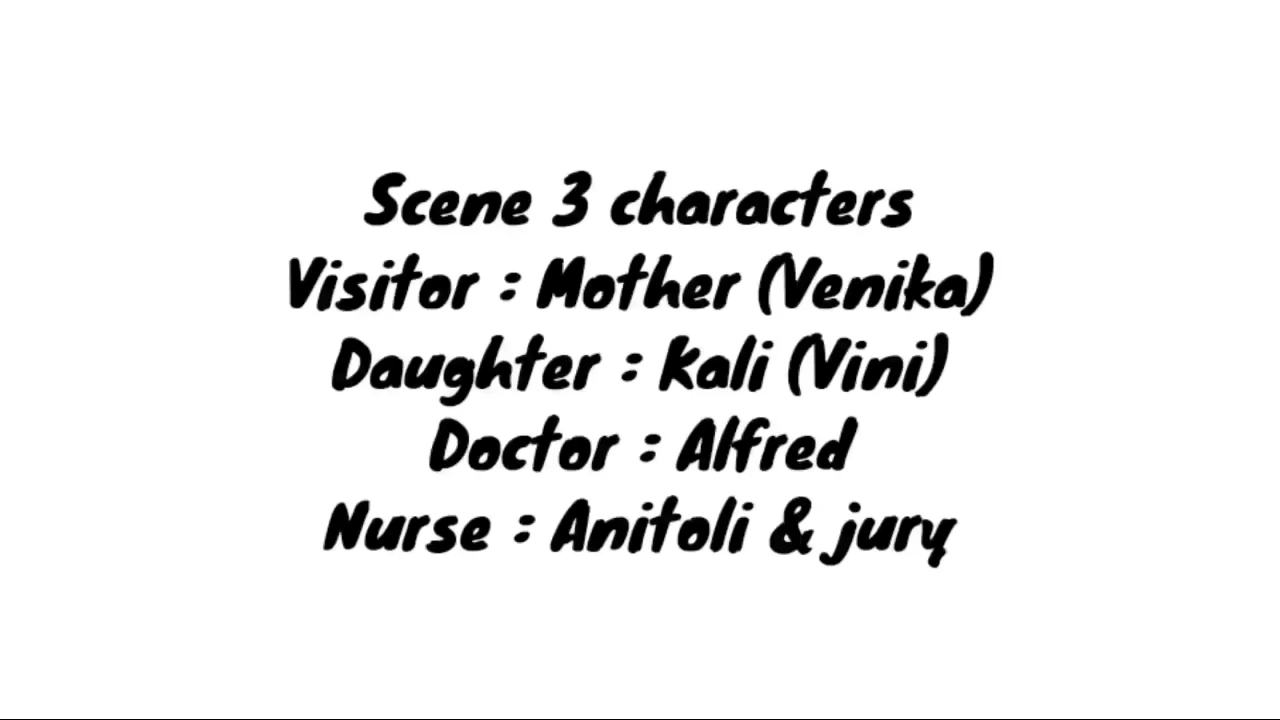 Scene 3 characters
Visitor : Mother (Venika)
Daughter : Kali (Vini)
Doctor : Alfred
Nurse : Anitoli & jury